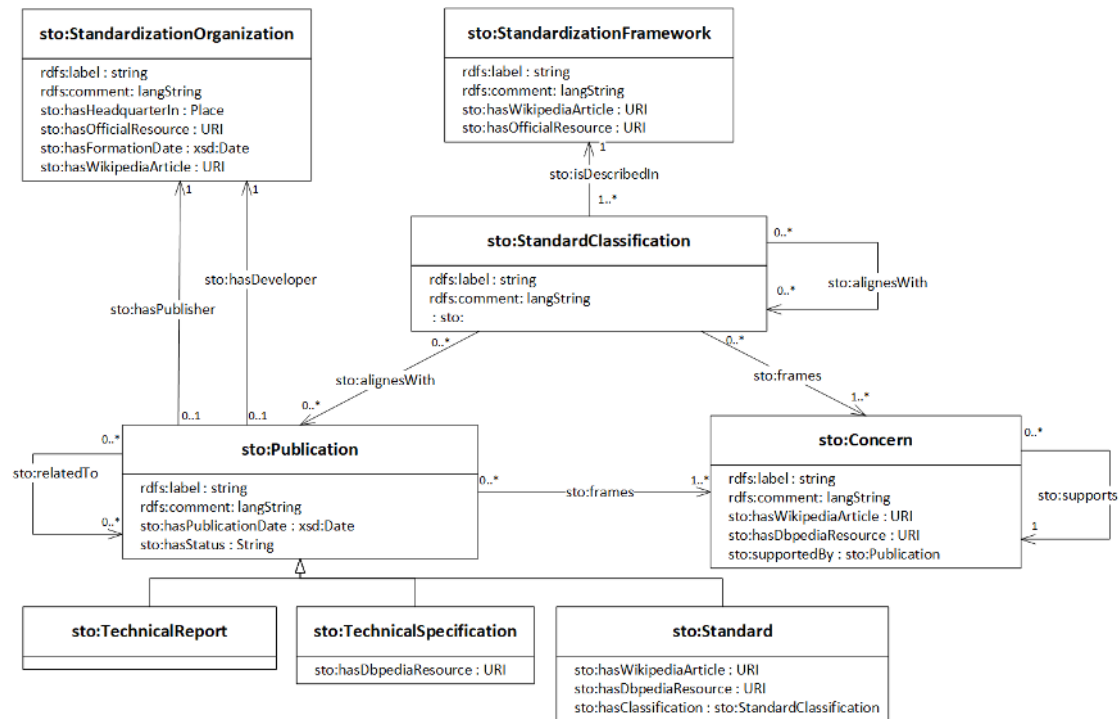 sto:StandardizationOrganization
rdfs:label : string
rdfs:comment: langString
sto:hasHeadquarterIn : Place
sto:hasOfficialResource : URI
sto:hasFormationDate : xsd:Date
sto:hasWikipediaArticle : URI
sto:StandardizationFramework
rdfs:label : string
rdfs:comment: langString
sto:hasWikipediaArticle : URI
sto:hasOfficialResource : URI
1
sto:isDescribedIn
1..*
1
1
sto:hasDeveloper
sto:hasPublisher
0..1
0..1
sto:StandardClassification
rdfs:label : string
rdfs:comment: langString
: sto:
0..*
0..*
sto:alignesWith
0..*
sto:alignesWith
0..*
0..*
sto:frames
1..*
sto:Publication
rdfs:label : string
rdfs:comment: langString
sto:hasPublicationDate : xsd:Date
sto:hasStatus : String
0..*
sto:relatedTo
0..*
0..*
sto:frames
1..*
sto:Concern
rdfs:label : string
rdfs:comment: langString
sto:hasWikipediaArticle : URI
sto:hasDbpediaResource : URI
sto:supportedBy : sto:Publication
0..*
sto:supports
1
sto:TechnicalReport
sto:TechnicalSpecification
sto:hasDbpediaResource : URI
sto:Standard
sto:hasWikipediaArticle : URI
sto:hasDbpediaResource : URI
sto:hasClassification : sto:StandardClassification